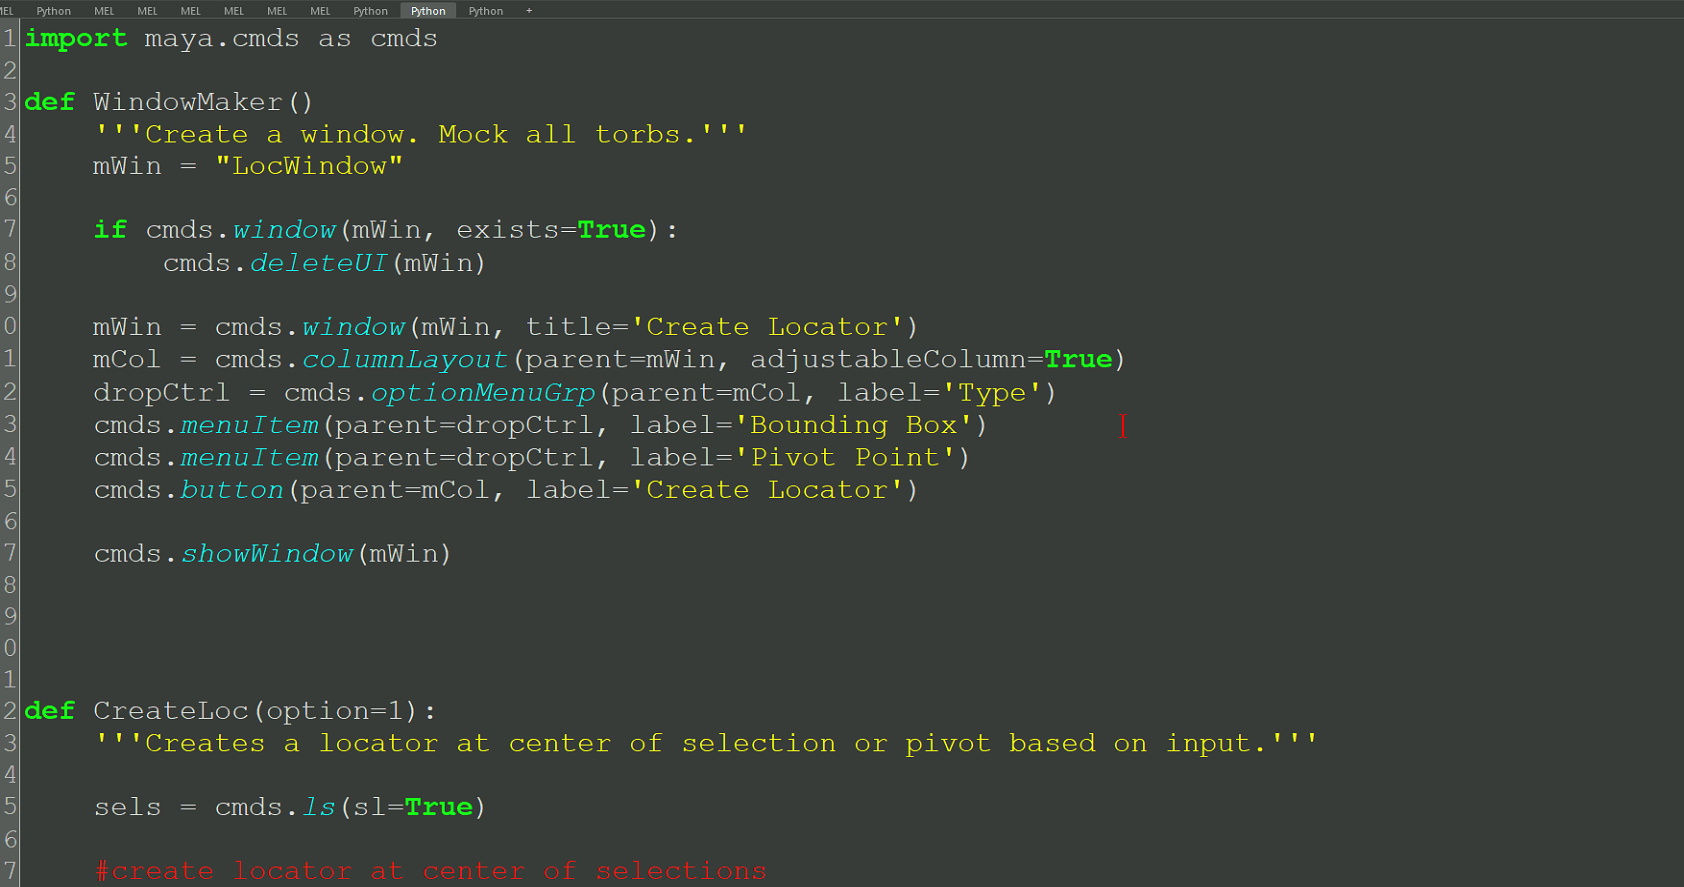 MEL Python MEL MEL MEL MEL MEL MEL Python Python Python +
1 import maya.cmds as cmds
2
3 def WindowMaker()
4 '''Create a window. Mock all torbs.'''
5 mWin = "LocWindow"
6
7 if cmds.window(mWin, exists=True):
8 cmds.deleteUI(mWin)
9
0 mWin = cmds.window(mWin, title='Create Locator')
1 mCol = cmds.columnLayout(parent=mWin, adjustableColumn=True)
2 dropCtrl = cmds.optionMenuGrp(parent=mCol, label='Type')
3 cmds.menuItem(parent=dropCtrl, label='Bounding Box')
4 cmds.menuItem(parent=dropCtrl, label='Pivot Point')
5 cmds.button(parent=mCol, label='Create Locator')
6
7 cmds.showWindow(mWin)
8
9
0
1
2 def CreateLoc(option=1):
3 '''Creates a locator at center of selection or pivot based on input.'''
4
5 sels = cmds.ls(sl=True)
6
7 #create locator at center of selections